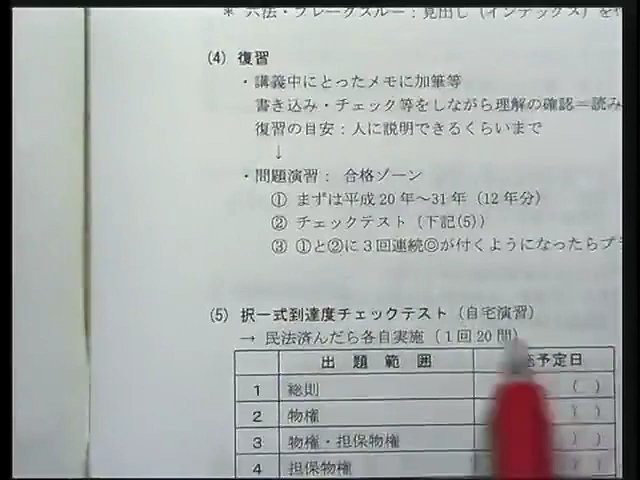 * 六法・ブレークスルー：見出し（インデックス）を
(4) 復習
・講義中にとったメモに加筆等
書き込み・チェック等をしながら理解の確認＝読み
復習の目安：人に説明できるくらいまで
↓
・問題演習： 合格ゾーン
① まずは平成 20 年～31 年（12 年分）
② チェックテスト（下記(5)）
③ ①と②に３回連続◎が付くようになったらプ
(5) 択一式到達度チェックテスト（自宅演習）
→ 民法済んだら各自実施（１回 20 問）
出 題 範 囲 予定日
1 総則 ( )
2 物権 )
3 物権・担保物権 )
4 担保物権 )